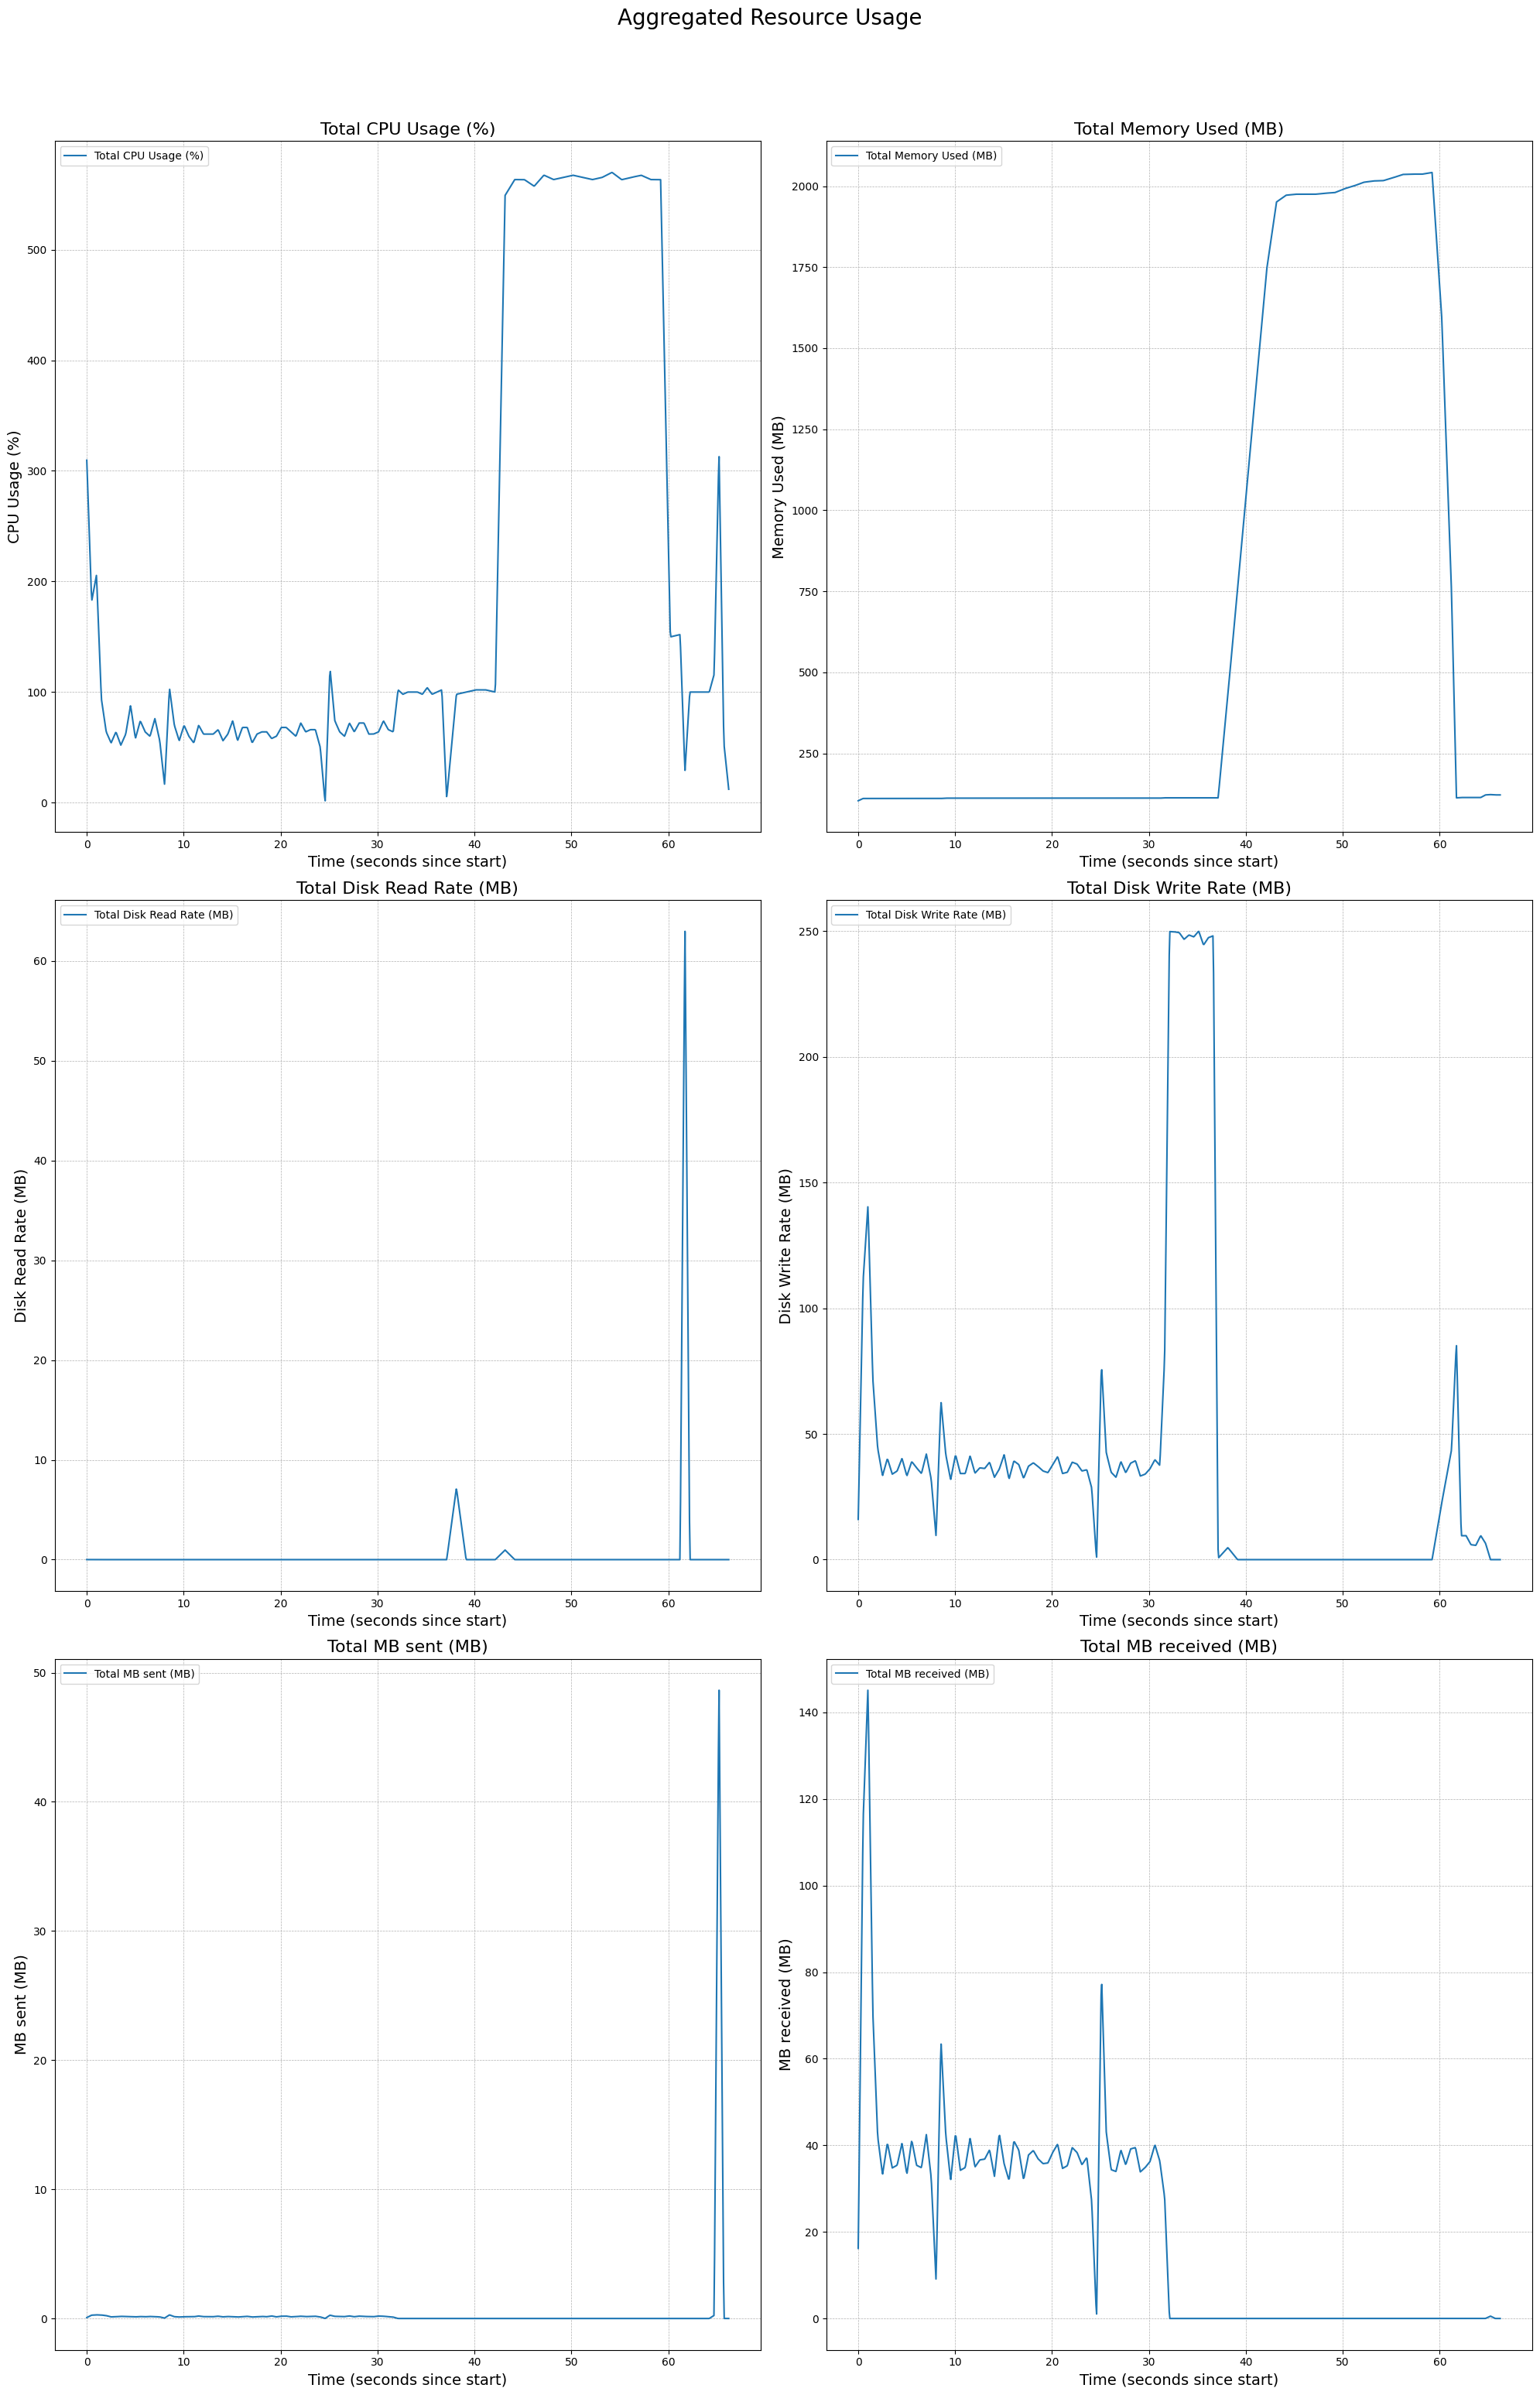 Aggregated Resource Usage
Total CPU Usage (%)
Total CPU Usage (%)
CPU Usage (%)
500
400
300
200
100
0
0 10 20 30 40 50 60
Time (seconds since start)
Total Memory Used (MB)
Total Memory Used (MB)
Memory Used (MB)
2000
1750
1500
1250
1000
750
500
250
0 10 20 30 40 50 60
Time (seconds since start)
Total Disk Read Rate (MB)
Total Disk Read Rate (MB)
Disk Read Rate (MB)
60
50
40
30
20
10
0
0 10 20 30 40 50 60
Time (seconds since start)
Total Disk Write Rate (MB)
Total Disk Write Rate (MB)
Disk Write Rate (MB)
250
200
150
100
50
0
0 10 20 30 40 50 60
Time (seconds since start)
Total MB sent (MB)
Total MB sent (MB)
MB sent (MB)
50
40
30
20
10
0
0 10 20 30 40 50 60
Time (seconds since start)
Total MB received (MB)
Total MB received (MB)
MB received (MB)
140
120
100
80
60
40
20
0
0 10 20 30 40 50 60
Time (seconds since start)